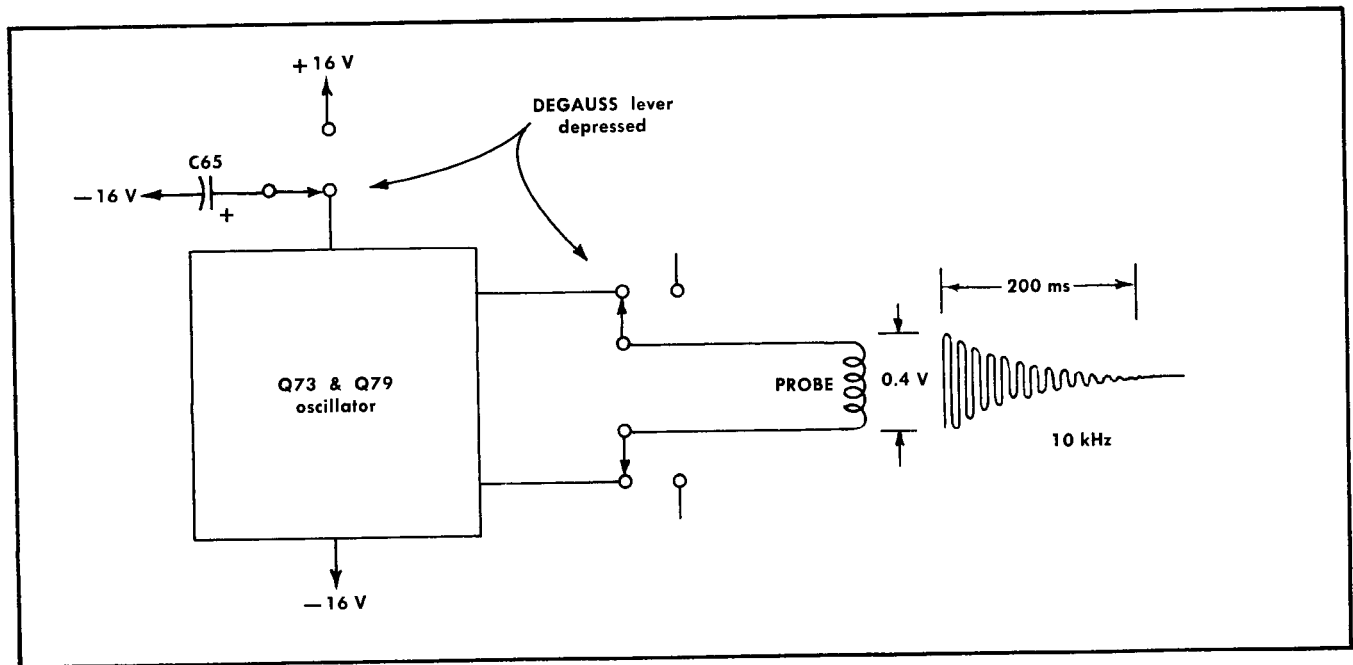 + 16 V
DEGAUSS lever
depressed
C65
— 16 V
+
200 ms
Q73 & Q79
oscillator
PROBE
0.4 V
10 kHz
— 16 V